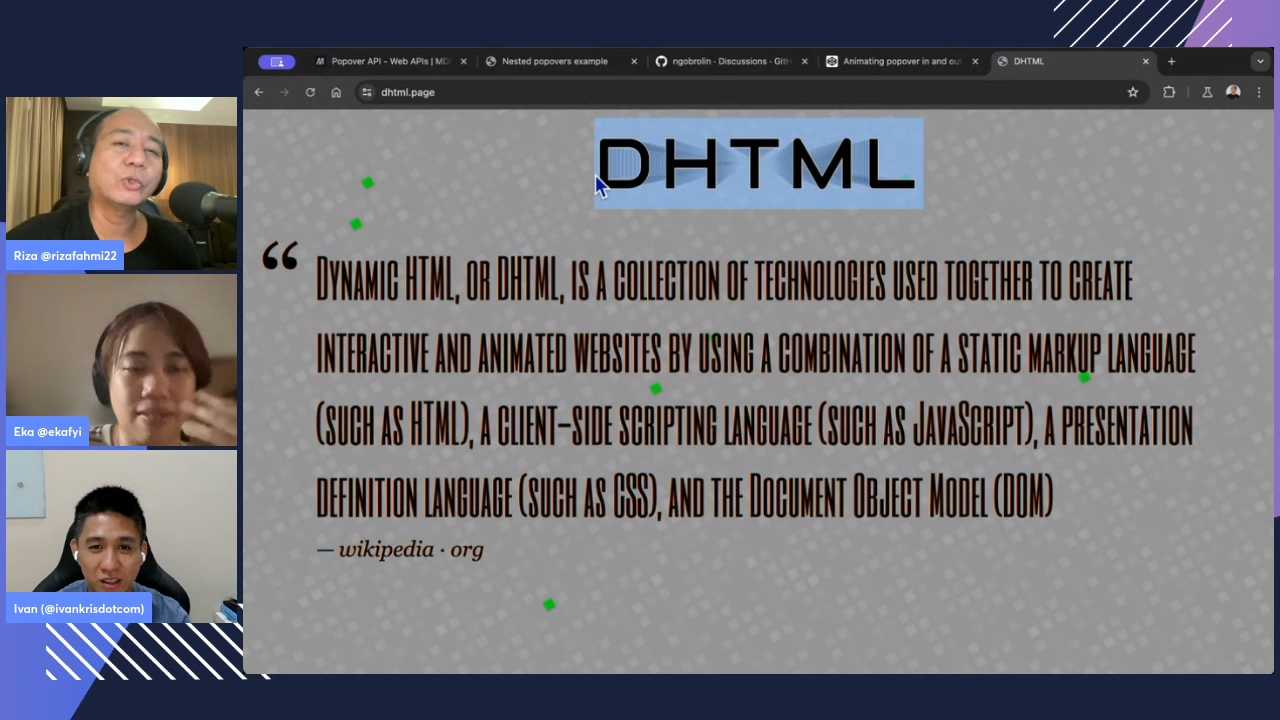 Popover API - Web APIs | MD
Nested popovers example
ngobrolin · Discussions · Git
Animating popover in and ou
DHTML
dhtml.page
DHTML
“ Dynamic HTML, or DHTML, is a collection of technologies used together to create
interactive and animated websites by using a combination of a static markup language
(such as HTML), a client-side scripting language (such as JavaScript), a presentation
definition language (such as CSS), and the Document Object Model (DOM)
— wikipedia · org
Riza @rizafahmi22
Eka @ekafyi
Ivan (@ivankrisdotcom)